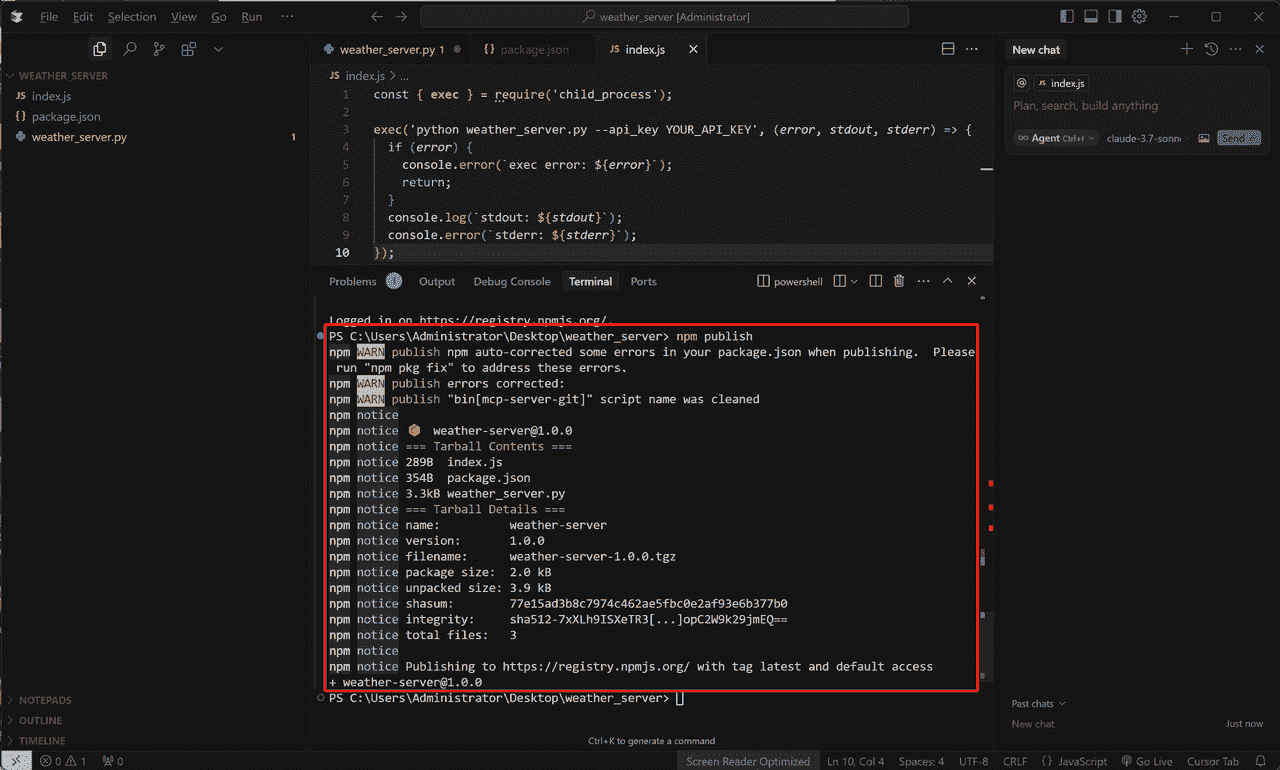 File Edit Selection View Go Run ··· weather_server [Administrator]
WEATHER_SERVER
JS index.js
{} package.json
weather_server.py 1
weather_server.py 1
{} package.json
JS index.js
JS index.js > ...
1 const { exec } = require('child_process');
2
3 exec('python weather_server.py --api_key YOUR_API_KEY', (error, stdout, stderr) => {
4 if (error) {
5 console.error(`exec error: ${error}`);
6 return;
7 }
8 console.log(`stdout: ${stdout}`);
9 console.error(`stderr: ${stderr}`);
10 });
Problems 1 Output Debug Console Terminal Ports powershell
Logged in on https://registry.npmjs.org/.
PS C:\Users\Administrator\Desktop\weather_server> npm publish
npm WARN publish npm auto-corrected some errors in your package.json when publishing.  Please
run "npm pkg fix" to address these errors.
npm WARN publish errors corrected:
npm WARN publish "bin[mcp-server-git]" script name was cleaned
npm notice
npm notice 📦  weather-server@1.0.0
npm notice === Tarball Contents ===
npm notice 289B  index.js
npm notice 354B  package.json
npm notice 3.3kB weather_server.py
npm notice === Tarball Details ===
npm notice name:          weather-server
npm notice version:       1.0.0
npm notice filename:      weather-server-1.0.0.tgz
npm notice package size:  2.0 kB
npm notice unpacked size: 3.9 kB
npm notice shasum:        77e15ad3b8c7974c462ae5fbc0e2af93e6b377b0
npm notice integrity:     sha512-7xXLh9ISXeTR3[...]opC2W9k29jmEQ==
npm notice total files:   3
npm notice
npm notice Publishing to https://registry.npmjs.org/ with tag latest and default access
+ weather-server@1.0.0
PS C:\Users\Administrator\Desktop\weather_server>
Ctrl+K to generate a command
New chat
@ JS index.js
Plan, search, build anything
∞ Agent Ctrl+I claude-3.7-sonn Send
Past chats
New chat Just now
NOTEPADS
OUTLINE
TIMELINE
0 1 0 Screen Reader Optimized Ln 10, Col 4 Spaces: 4 UTF-8 CRLF {} JavaScript Go Live Cursor Tab